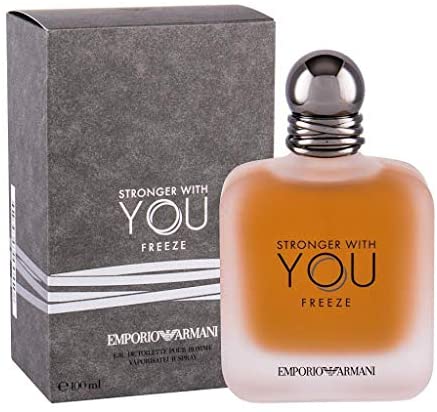 STRONGER WITH
YOU
FREEZE
EMPORIO ARMANI
EAU DE TOILETTE POUR HOMME
VAPORISATEUR SPRAY
e 100 ml
STRONGER WITH
YOU
FREEZE
EMPORIO ARMANI